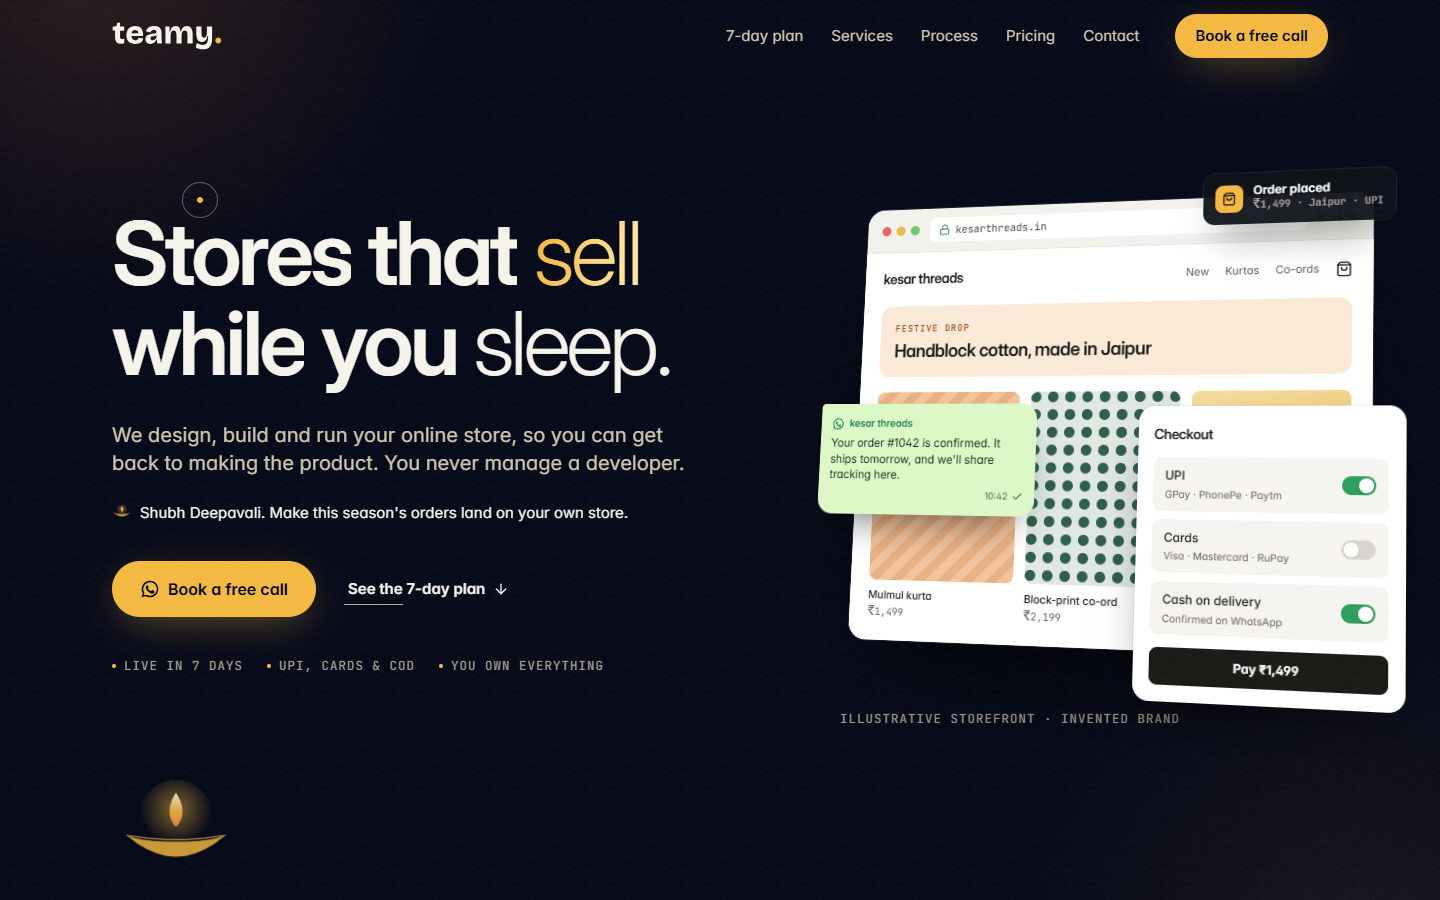 teamy.
7-day plan
Services
Process
Pricing
Contact
Book a free call
Stores that sell
while you sleep.
We design, build and run your online store, so you can get
back to making the product. You never manage a developer.
Shubh Deepavali. Make this season's orders land on your own store.
Book a free call
See the 7-day plan ↓
LIVE IN 7 DAYS
UPI, CARDS & COD
YOU OWN EVERYTHING
Order placed
₹1,499 · Jaipur · UPI
kesarthreads.in
kesar threads
New
Kurtas
Co-ords
FESTIVE DROP
Handblock cotton, made in Jaipur
kesar threads
Your order #1042 is confirmed. It
ships tomorrow, and we'll share
tracking here.
10:42
Mulmul kurta
₹1,499
Block-print co-ord
₹2,199
Checkout
UPI
GPay · PhonePe · Paytm
Cards
Visa · Mastercard · RuPay
Cash on delivery
Confirmed on WhatsApp
Pay ₹1,499
ILLUSTRATIVE STOREFRONT · INVENTED BRAND